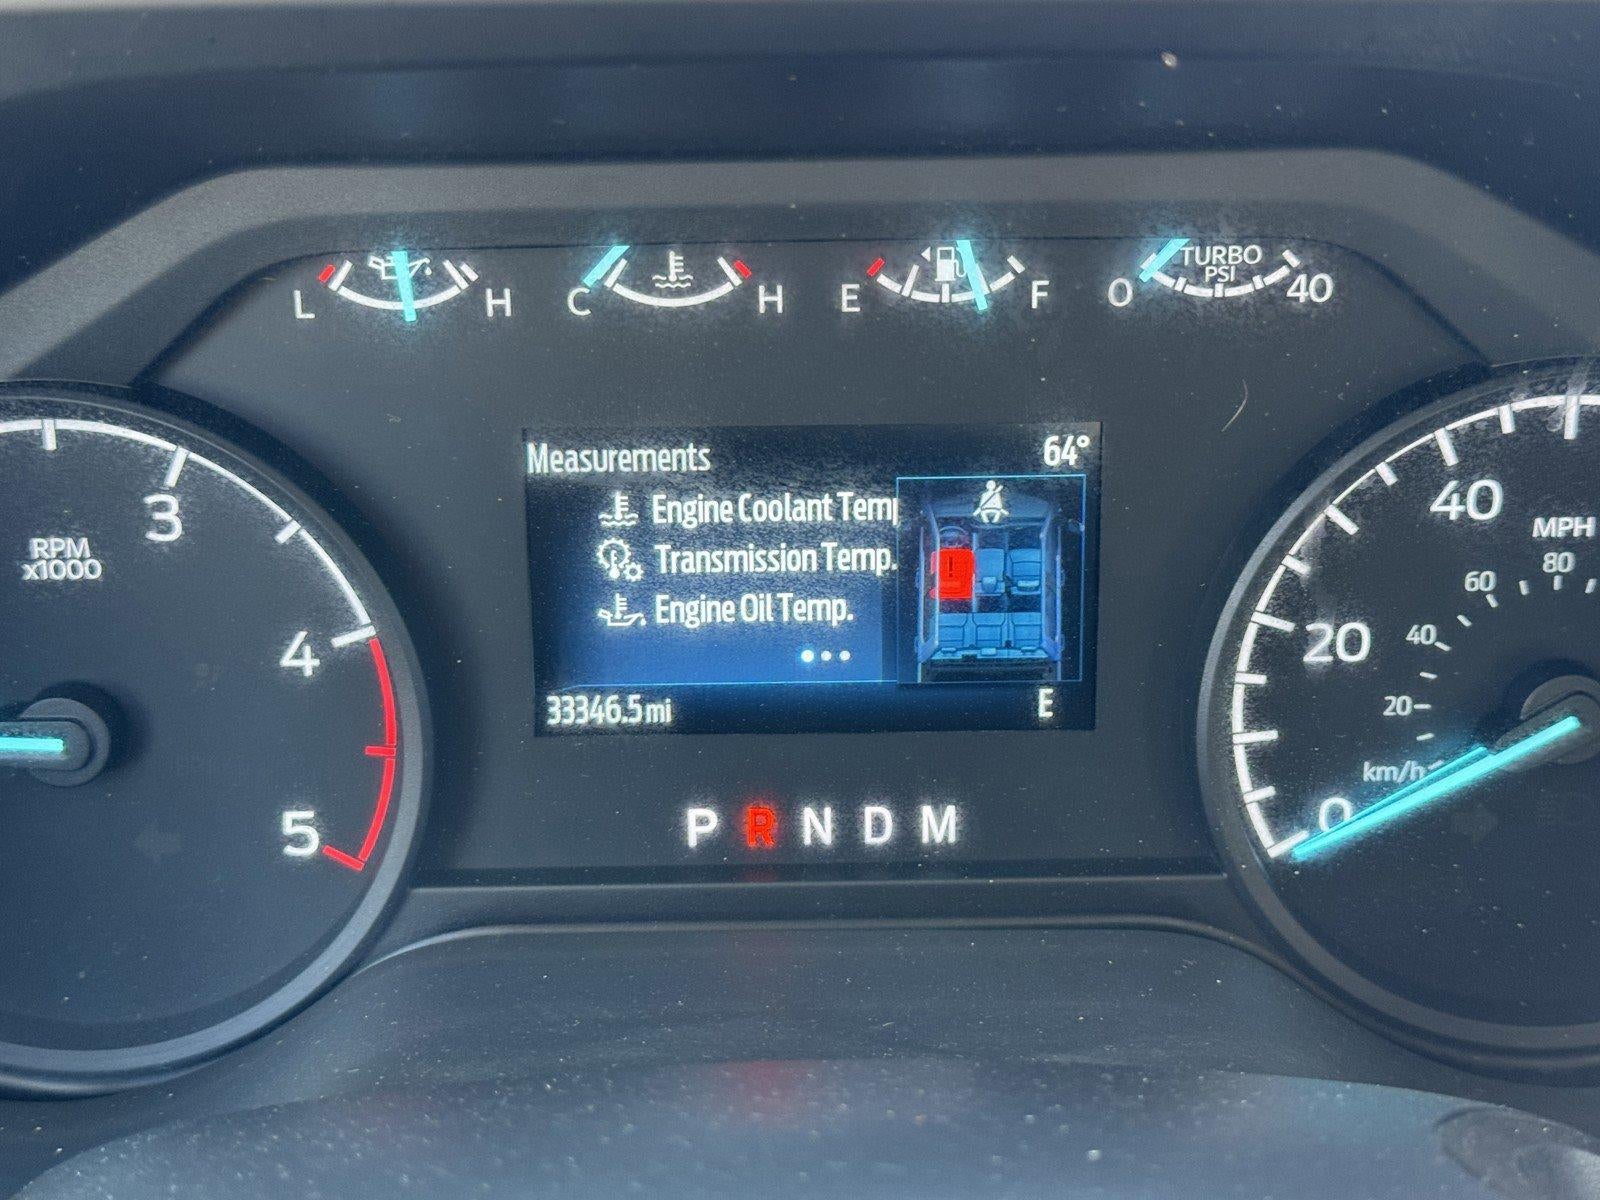 L H
C H
E F
0 TURBO PSI 40
Measurements 64°
Engine Coolant Temp
Transmission Temp.
Engine Oil Temp.
!
33346.5 mi E
P R N D M
RPM
x1000
3
4
5
40
MPH
80
60
20
40
20
km/h
0